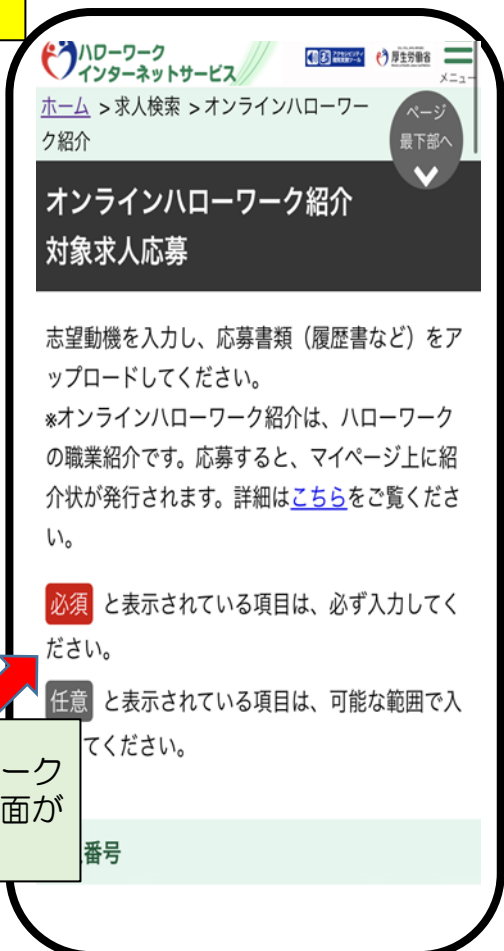 ハローワーク
インターネットサービス
厚生労働省
メニュー
ホーム >求人検索 >オンラインハローワー
ク紹介
ページ
最下部へ
オンラインハローワーク紹介
対象求人応募
志望動機を入力し、応募書類（履歴書など）をア
ップロードしてください。
※オンラインハローワーク紹介は、ハローワーク
の職業紹介です。応募すると、マイページ上に紹
介状が発行されます。詳細はこちらをご覧くださ
い。
必須 と表示されている項目は、必ず入力してく
ださい。
任意 と表示されている項目は、可能な範囲で入
てください。
ーク
面が
番号